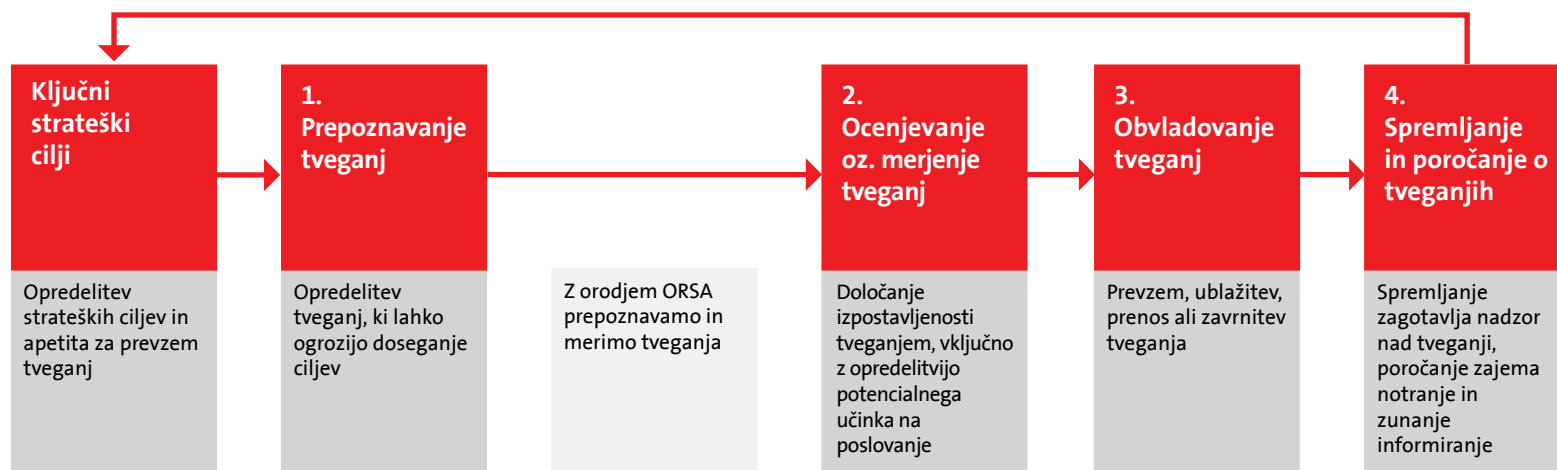 Ključni
strateški
cilji
Opredelitev
strateških ciljev in
apetita za prevzem
tveganj
1.
Prepoznavanje
tveganj
Opredelitev
tveganj, ki lahko
ogrozijo doseganje
ciljev
Z orodjem ORSA
prepoznavamo in
merimo tveganja
2.
Ocenjevanje
oz. merjenje
tveganj
Določanje
izpostavljenosti
tveganjem, vključno
z opredelitvijo
potencialnega
učinka na
poslovanje
3.
Obvladovanje
tveganj
Prevzem, ublažitev,
prenos ali zavrnitev
tveganja
4.
Spremljanje
in poročanje o
tveganjih
Spremljanje
zagotavlja nadzor
nad tveganji,
poročanje zajema
notranje in
zunanje
informiranje